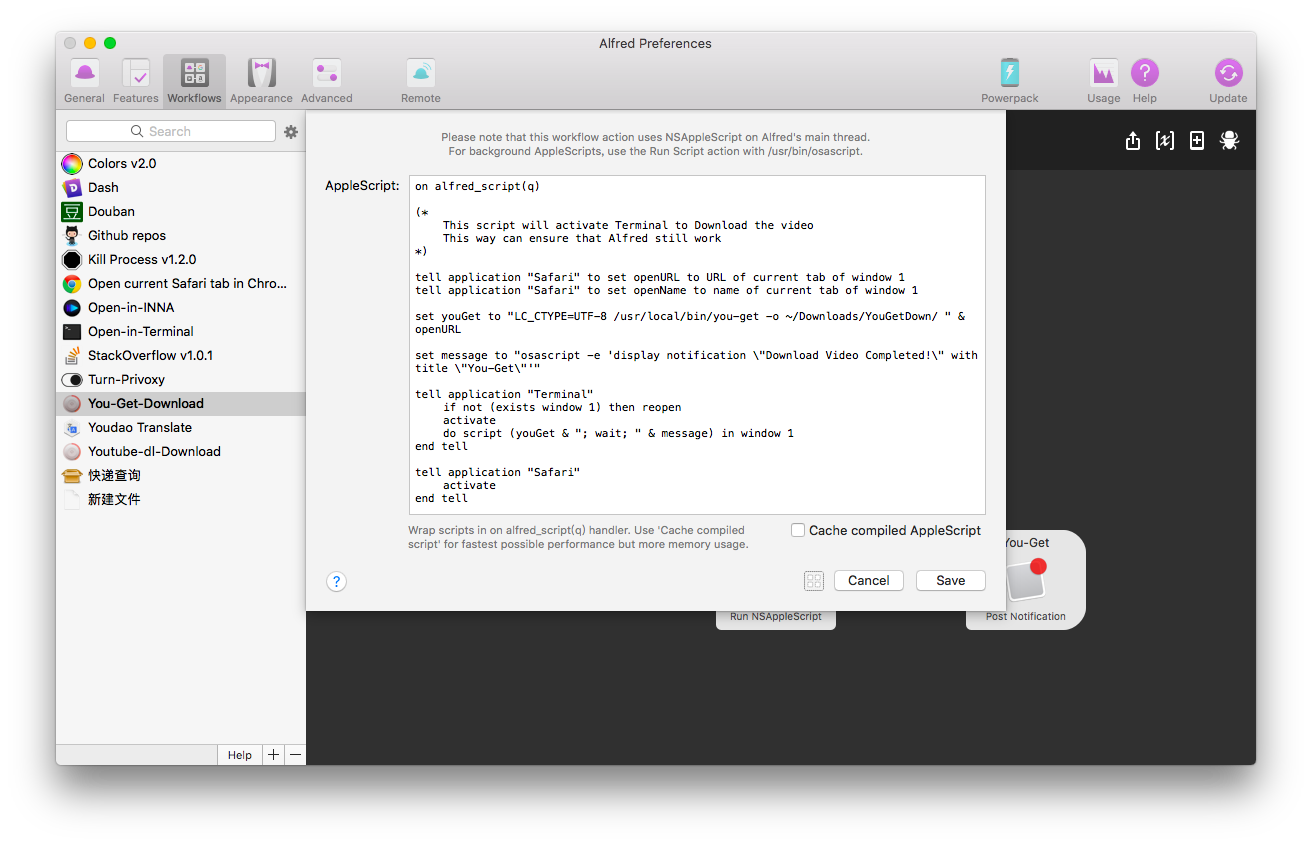 Alfred Preferences
General Features Workflows Appearance Advanced Remote Powerpack Usage Help Update
Search
Colors v2.0
Dash
Douban
Github repos
Kill Process v1.2.0
Open current Safari tab in Chro...
Open-in-INNA
Open-in-Terminal
StackOverflow v1.0.1
Turn-Privoxy
You-Get-Download
Youdao Translate
Youtube-dl-Download
快递查询
新建文件
Help + −
Please note that this workflow action uses NSAppleScript on Alfred's main thread.
For background AppleScripts, use the Run Script action with /usr/bin/osascript.
AppleScript:
on alfred_script(q)
(*
This script will activate Terminal to Download the video
This way can ensure that Alfred still work
*)
tell application "Safari" to set openURL to URL of current tab of window 1
tell application "Safari" to set openName to name of current tab of window 1
set youGet to "LC_CTYPE=UTF-8 /usr/local/bin/you-get -o ~/Downloads/YouGetDown/ " &
openURL
set message to "osascript -e 'display notification \"Download Video Completed!\" with
title \"You-Get\"'"
tell application "Terminal"
if not (exists window 1) then reopen
activate
do script (youGet & "; wait; " & message) in window 1
end tell
tell application "Safari"
activate
end tell
Wrap scripts in on alfred_script(q) handler. Use 'Cache compiled
script' for fastest possible performance but more memory usage.
Cache compiled AppleScript
? Cancel Save
You-Get
Run NSAppleScript
Post Notification